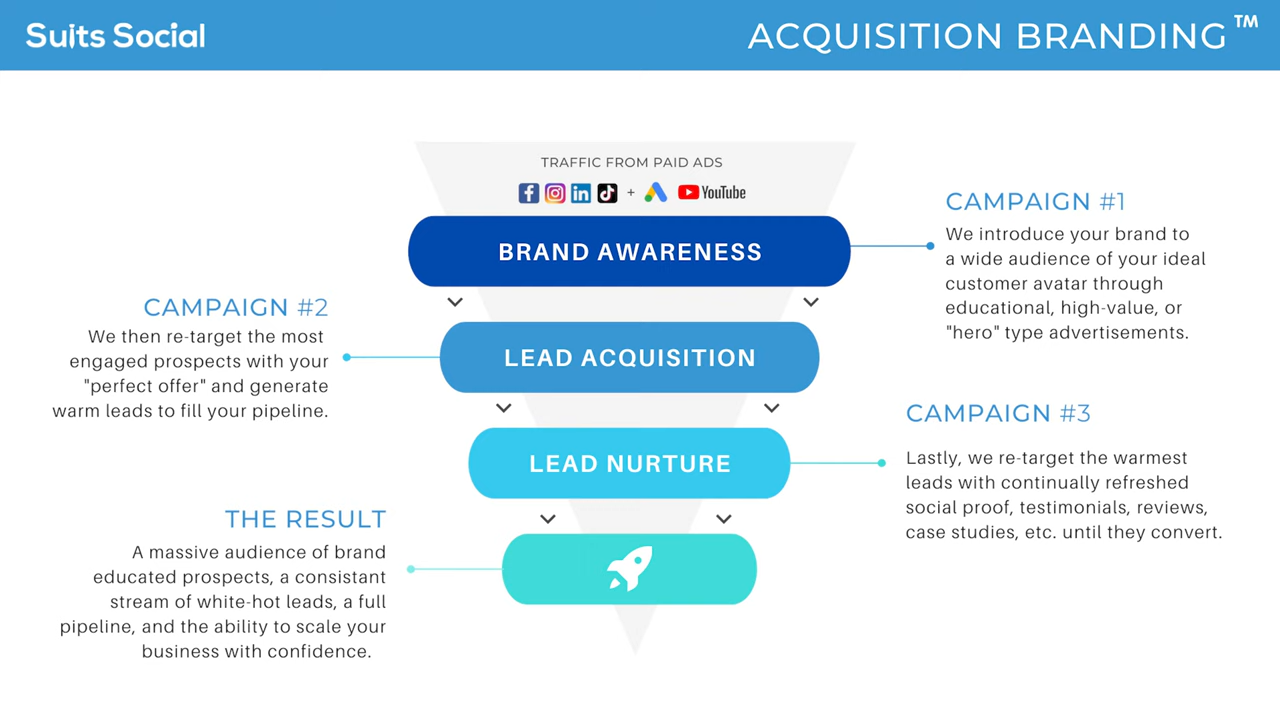 Suits Social
ACQUISITION BRANDING™
TRAFFIC FROM PAID ADS
+ YouTube
BRAND AWARENESS
CAMPAIGN #1
We introduce your brand to
a wide audience of your ideal
customer avatar through
educational, high-value, or
"hero" type advertisements.
CAMPAIGN #2
We then re-target the most
engaged prospects with your
"perfect offer" and generate
warm leads to fill your pipeline.
LEAD ACQUISITION
CAMPAIGN #3
Lastly, we re-target the warmest
leads with continually refreshed
social proof, testimonials, reviews,
case studies, etc. until they convert.
LEAD NURTURE
THE RESULT
A massive audience of brand
educated prospects, a consistant
stream of white-hot leads, a full
pipeline, and the ability to scale your
business with confidence.